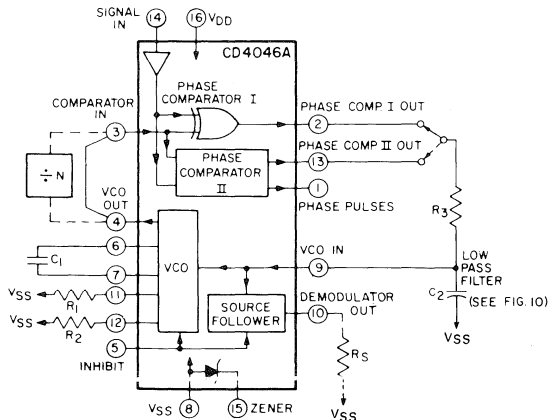 SIGNAL IN
14
16 VDD
CD4046A
PHASE COMPARATOR I
COMPARATOR IN
3
2
PHASE COMP. I OUT
PHASE COMP. II OUT
13
PHASE COMPARATOR II
1
PHASE PULSES
÷ N
VCO OUT
4
R3
6
C1
7
VCO
VCO IN
9
LOW PASS FILTER
C2
(SEE FIG. 10)
VSS
VSS
11
R1
SOURCE FOLLOWER
DEMODULATOR OUT
10
VSS
12
R2
5
INHIBIT
RS
VSS
8
15 ZENER
VSS